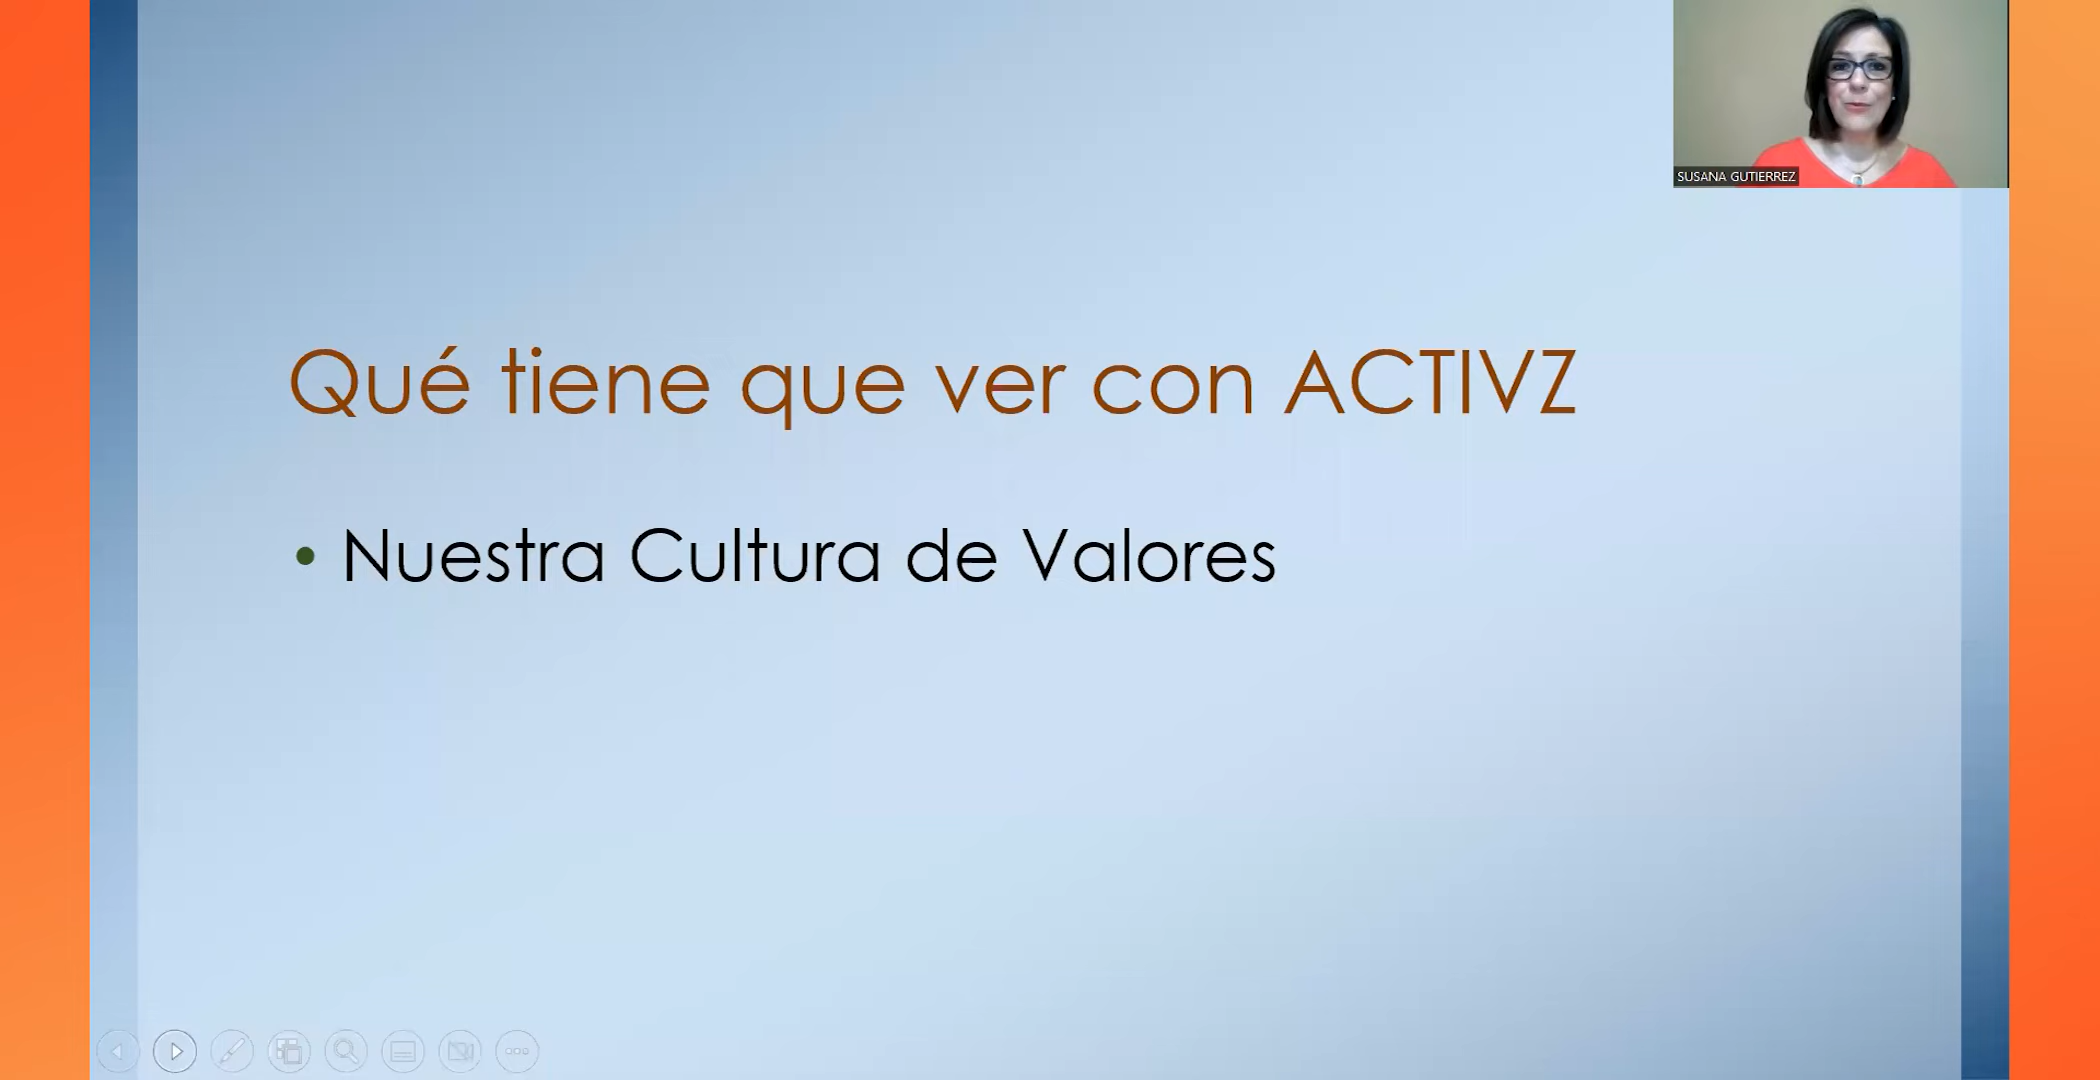 SUSANA GUTIERREZ
Qué tiene que ver con ACTIVZ
• Nuestra Cultura de Valores